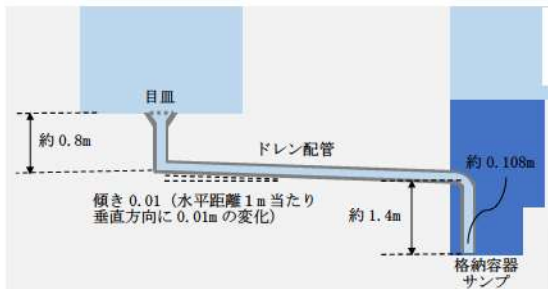 目皿
約 0.8m
ドレン配管
約 0.108m
傾き 0.01（水平距離1m 当たり
垂直方向に 0.01m の変化）
約 1.4m
格納容器
サンプ